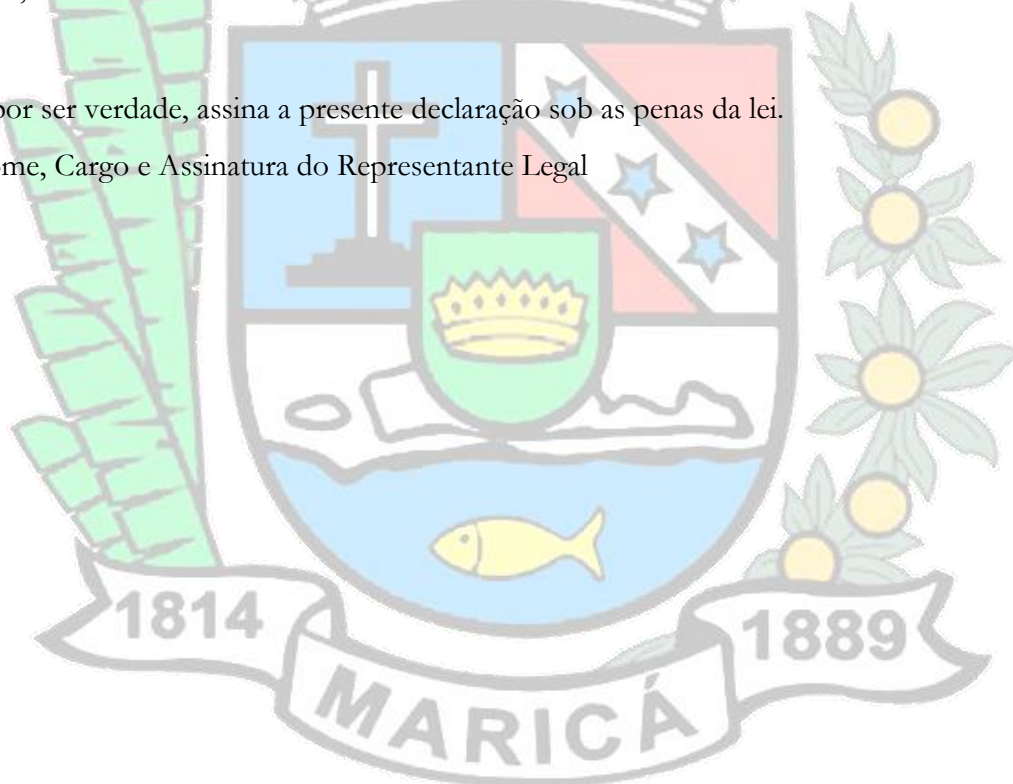 por ser verdade, assina a presente declaração sob as penas da lei.
ome, Cargo e Assinatura do Representante Legal
1814
1889
MARICÁ